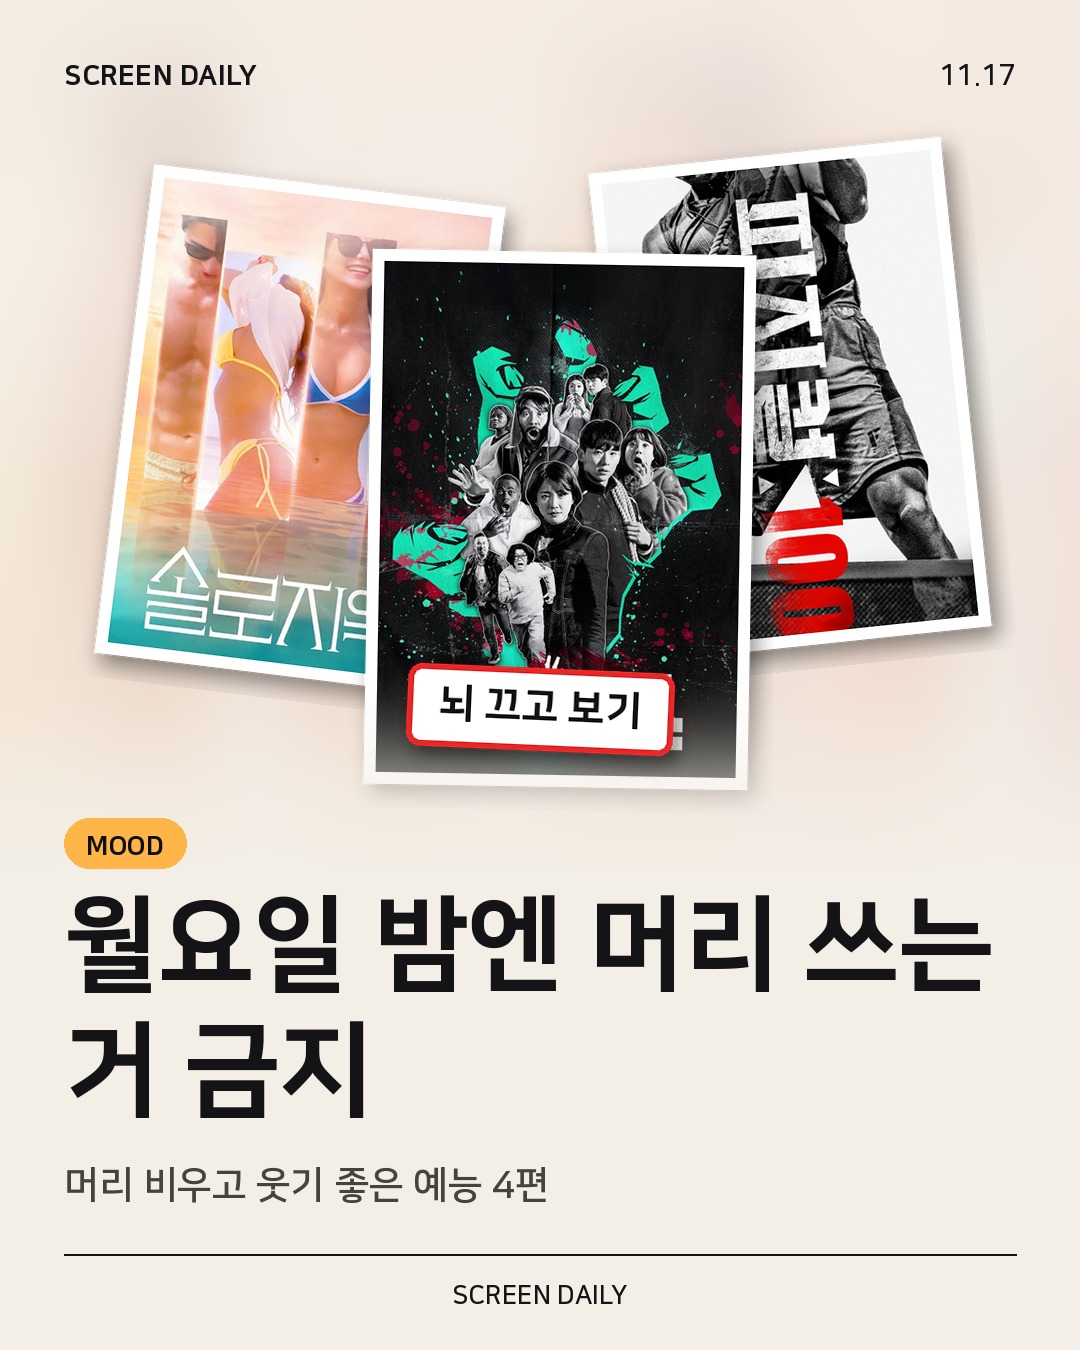 SCREEN DAILY
11.17
솔로지옥
피지컬
100
뇌 끄고 보기
MOOD
월요일 밤엔 머리 쓰는
거 금지
머리 비우고 웃기 좋은 예능 4편
SCREEN DAILY